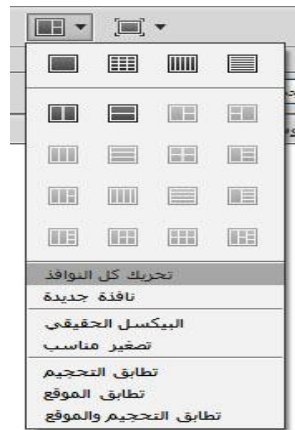 تحريك كل النوافذ
نافذة جديدة
البيكسل الحقيقي
تصغير مناسب
تطابق التحجيم
تطابق الموقع
تطابق التحجيم والموقع